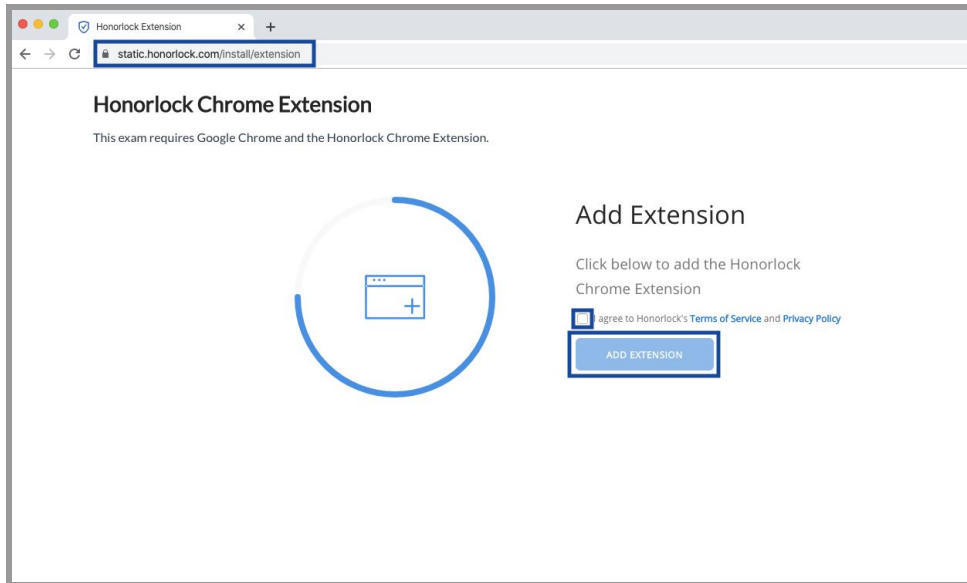 Honorlock Extension
static.honorlock.com/install/extension
Honorlock Chrome Extension
This exam requires Google Chrome and the Honorlock Chrome Extension.
Add Extension
Click below to add the Honorlock
Chrome Extension
I agree to Honorlock's Terms of Service and Privacy Policy
ADD EXTENSION